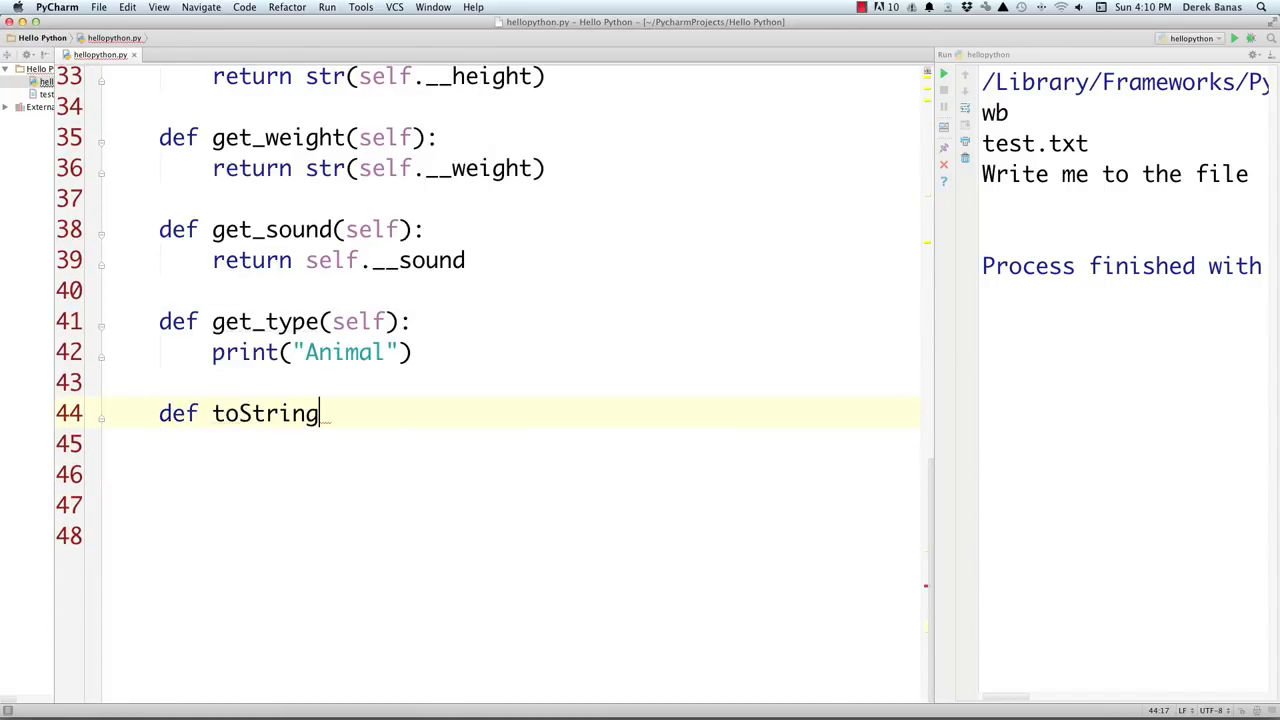 PyCharm File Edit View Navigate Code Refactor Run Tools VCS Window Help 10 Sun 4:10 PM Derek Banas
hellopython.py – Hello Python – [~/PycharmProjects/Hello Python]
Hello Python hellopython.py hellopython
hellopython.py Run hellopython
Hello P
hell
test
Extern
33 return str(self.__height)
34
35 def get_weight(self):
36 return str(self.__weight)
37
38 def get_sound(self):
39 return self.__sound
40
41 def get_type(self):
42 print("Animal")
43
44 def toString
45
46
47
48
/Library/Frameworks/Py
wb
test.txt
Write me to the file
Process finished with
44:17 LF UTF-8